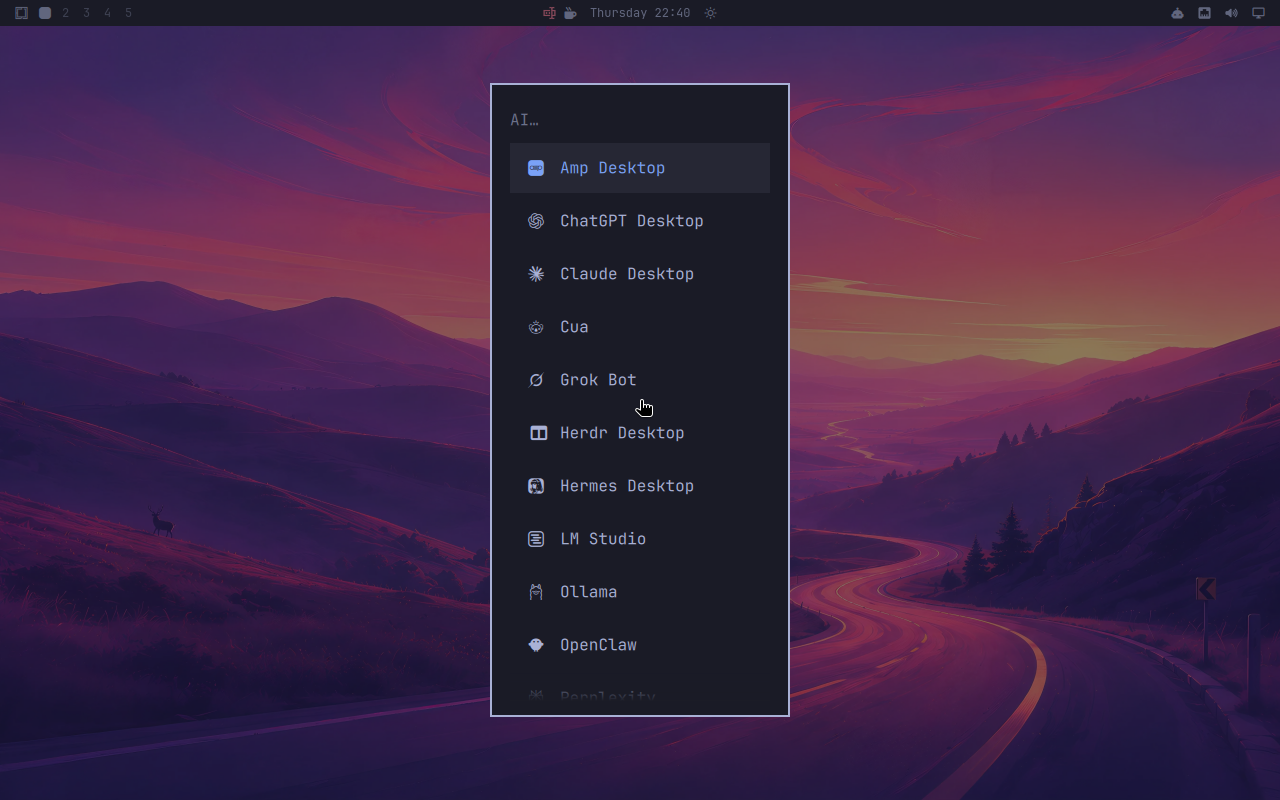 2 3 4 5 Thursday 22:40
AI…
Amp Desktop
ChatGPT Desktop
Claude Desktop
Cua
Grok Bot
Herdr Desktop
Hermes Desktop
LM Studio
Ollama
OpenClaw
Perplexity